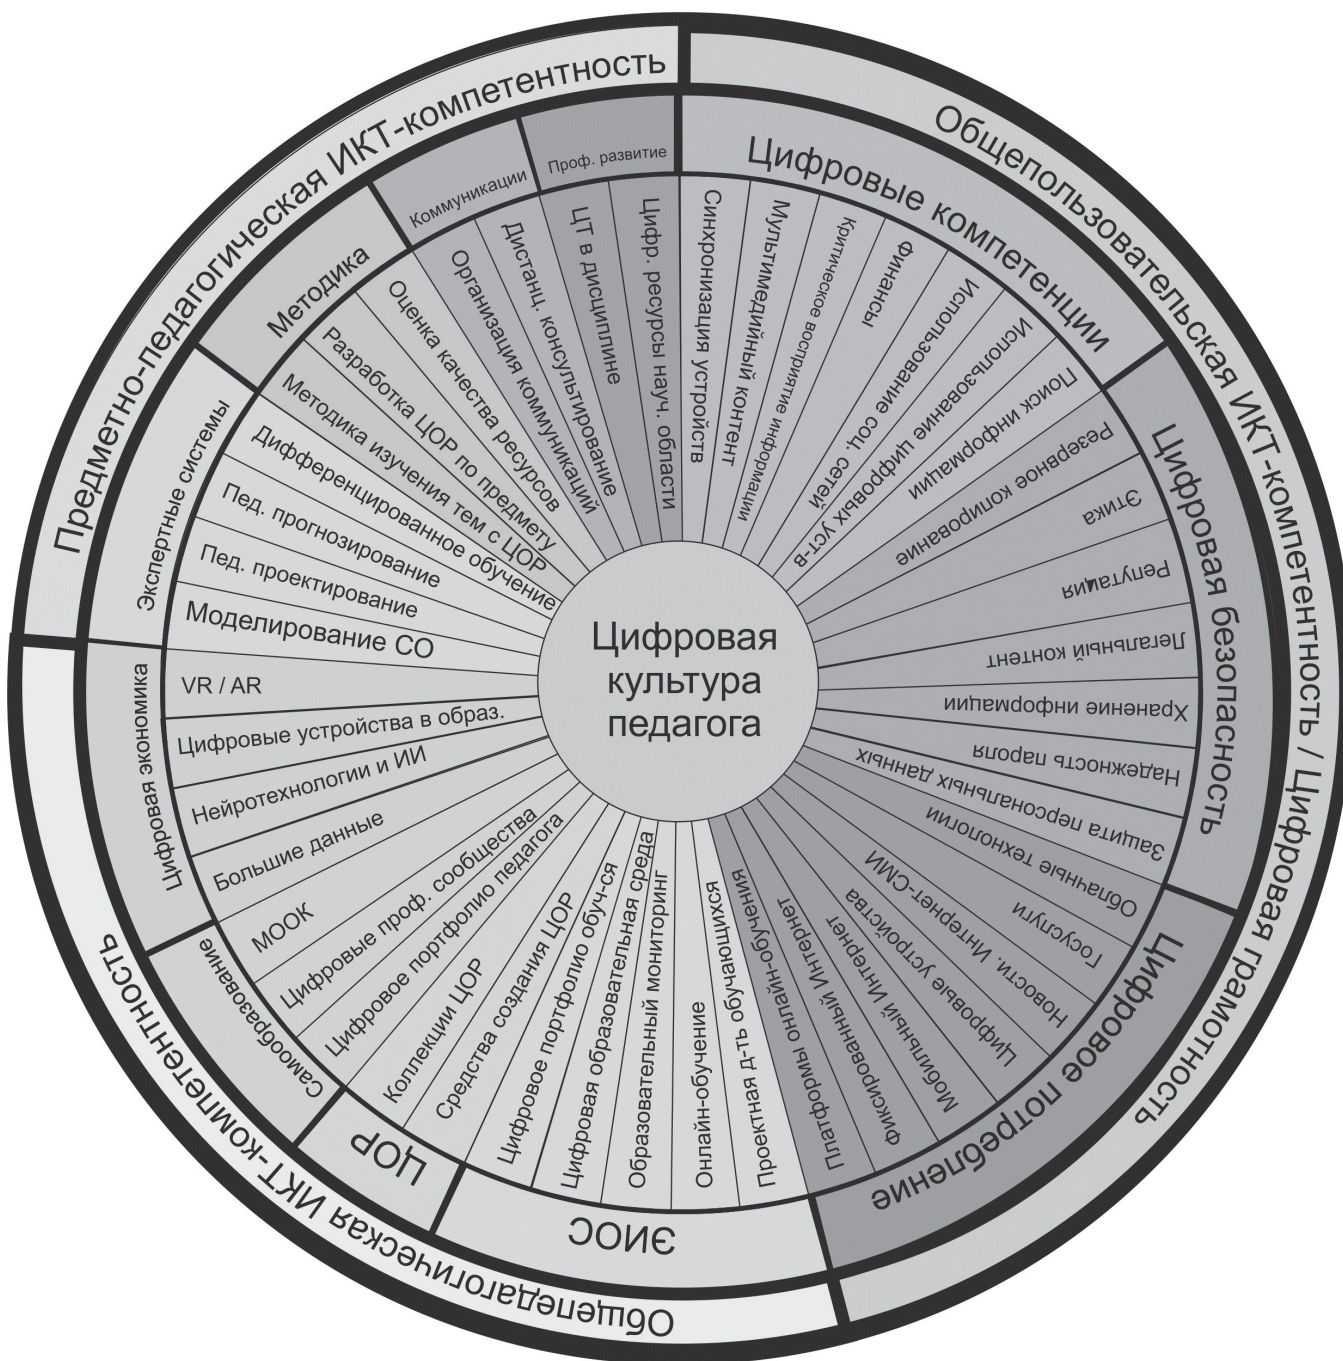 Цифровая
культура
педагога
Общепользовательская ИКТ-компетентность / Цифровая грамотность
Цифровые компетенции
Синхронизация устройств
Мультимедийный контент
Критическое восприятие информации
Финансы
Использование соц. сетей
Использование цифровых уст-в
Поиск информации
Цифровая безопасность
Резервное копирование
Этика
Репутация
Легальный контент
Хранение информации
Надежность пароля
Защита персональных данных
Цифровое потребление
Облачные технологии
Госуслуги
Новости. Интернет-СМИ
Цифровые устройства
Мобильный Интернет
фиксированный Интернет
Платформы онлайн-обучения
Общепедагогическая ИКТ-компетентность
ЭИОС
Проектная д-ть обучающихся
Онлайн-обучение
Образовательный мониторинг
Цифровая образовательная среда
Цифровое портфолио обуч-ся
ЦОР
Средства создания ЦОР
Коллекции ЦОР
Самообразование
Цифровое портфолио педагога
Цифровые проф. сообщества
МООК
Цифровая экономика
Большие данные
Нейротехнологии и ИИ
Цифровые устройства в образ.
VR / AR
Предметно-педагогическая ИКТ-компетентность
Экспертные системы
Моделирование СО
Пед. проектирование
Пед. прогнозирование
Дифференцированное обучение
Методика
Методика изучения тем с ЦОР
Разработка ЦОР по предмету
Оценка качества ресурсов
Коммуникации
Организация коммуникаций
Дистанц. консультирование
Проф. развитие
ЦТ в дисциплине
Цифр. ресурсы науч. области